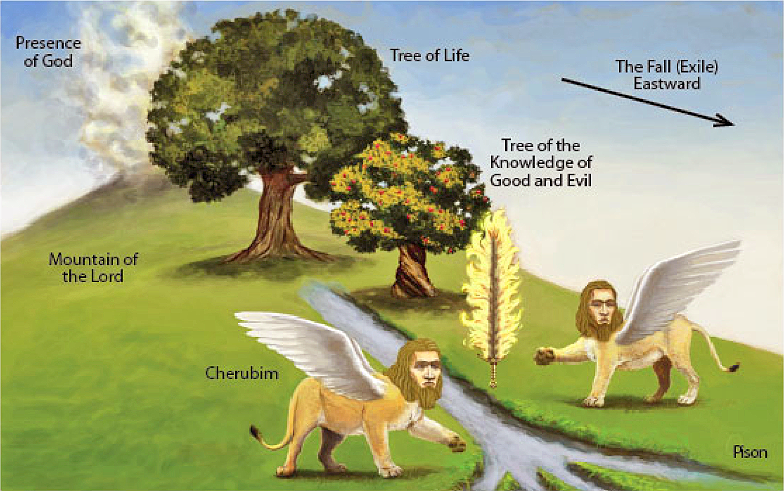 Presence
of God
Tree of Life
The Fall (Exile)
Eastward
Tree of the
Knowledge of
Good and Evil
Mountain of
the Lord
Cherubim
Pison